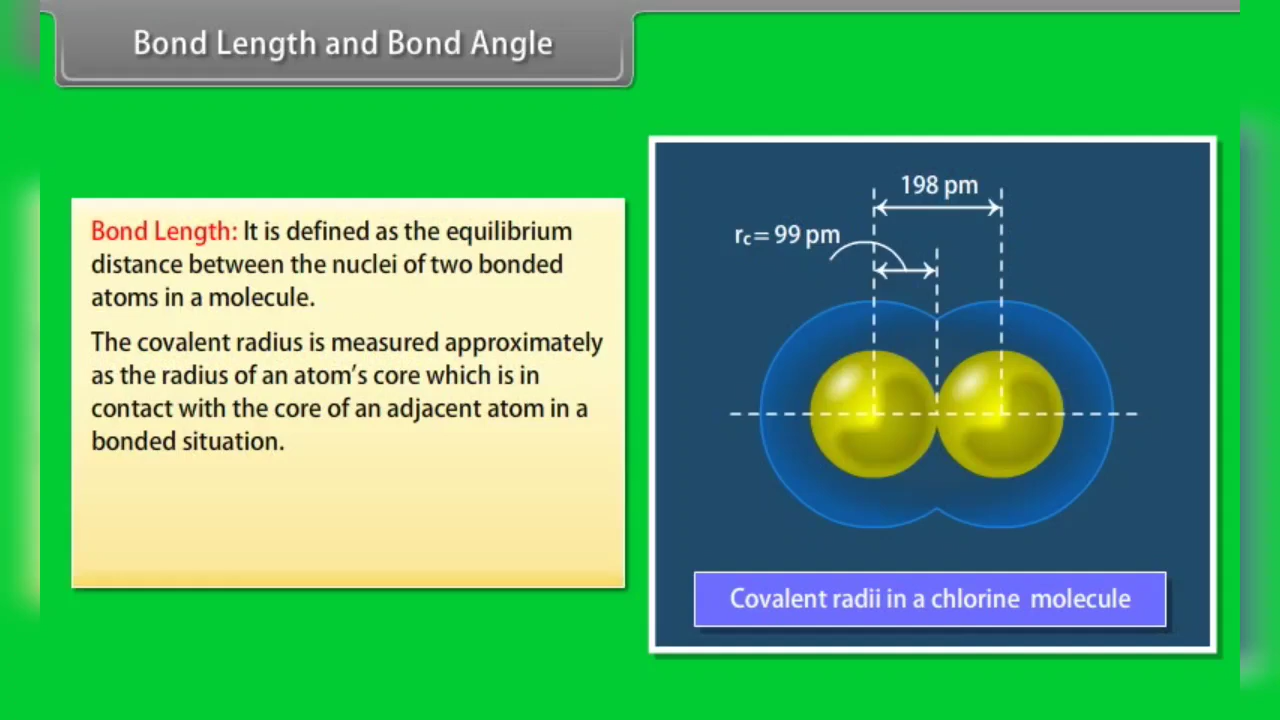 Bond Length and Bond Angle
Bond Length: It is defined as the equilibrium
distance between the nuclei of two bonded
atoms in a molecule.
The covalent radius is measured approximately
as the radius of an atom's core which is in
contact with the core of an adjacent atom in a
bonded situation.
198 pm
rc = 99 pm
Covalent radii in a chlorine molecule